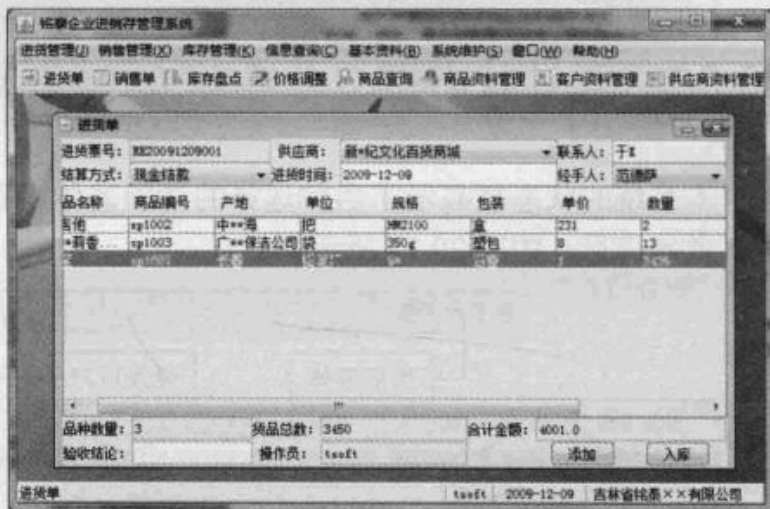 铭泰企业进销存管理系统
进货管理(J) 销售管理(X) 库存管理(K) 信息查询(C) 基本资料(B) 系统维护(S) 窗口(W) 帮助(H)
进货单 销售单 库存盘点 价格调整 商品查询 商品资料管理 客户资料管理 供应商资料管理
进货单
进货票号: 20091209001 供应商: 新*纪文化百货商城 联系人: 于*
结算方式: 现金结款 进货时间: 2009-12-09 经手人: 范德萨
品名称 商品编号 产地 单位 规格 包装 单价 数量
吉他 sp1002 中**海 把 HM2100 盒 231 2
sp1003 广**保洁公司 袋 350g 塑包 8 13
品种数量: 3 货品总数: 3450 合计金额: 4001.0
验收结论: 操作员: tsoft 添加 入库
进货单 tsoft 2009-12-09 吉林省铭泰××有限公司